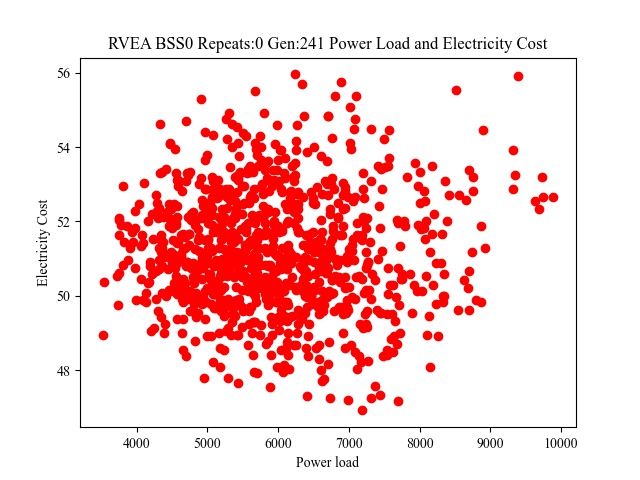 RVEA BSS0 Repeats:0 Gen:241 Power Load and Electricity Cost
56
54
52
50
48
Electricity Cost
4000 5000 6000 7000 8000 9000 10000
Power load